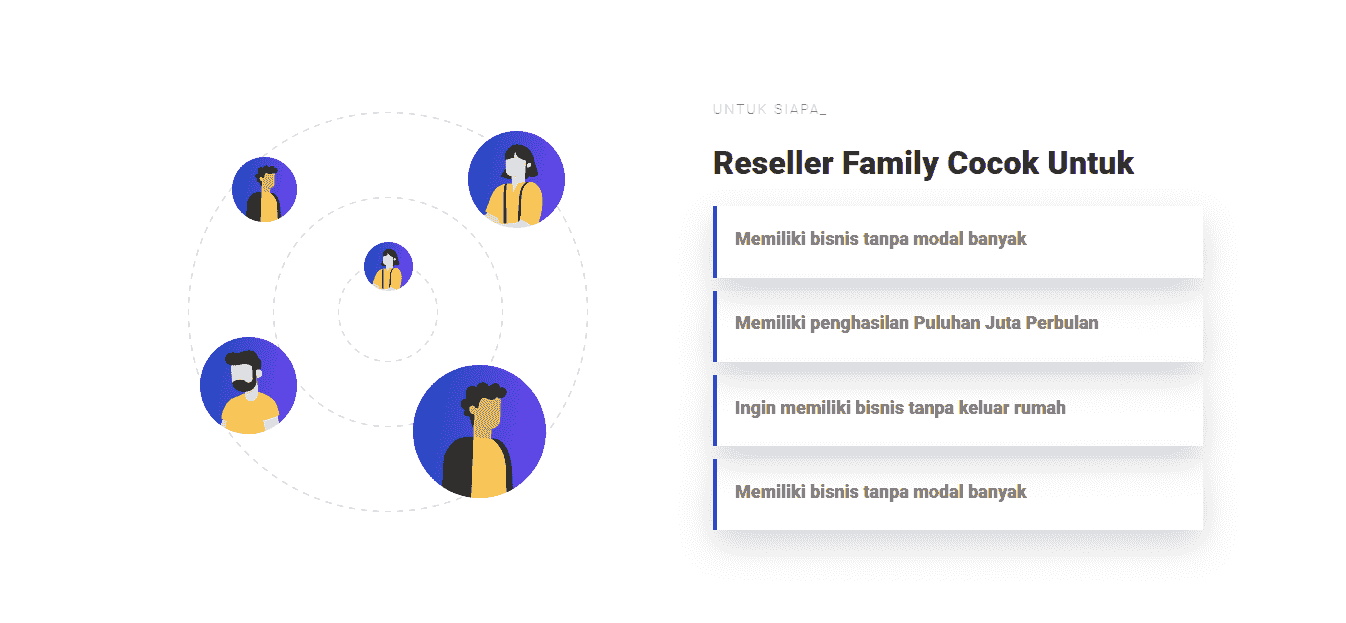 UNTUK SIAPA_
Reseller Family Cocok Untuk
Memiliki bisnis tanpa modal banyak
Memiliki penghasilan Puluhan Juta Perbulan
Ingin memiliki bisnis tanpa keluar rumah
Memiliki bisnis tanpa modal banyak